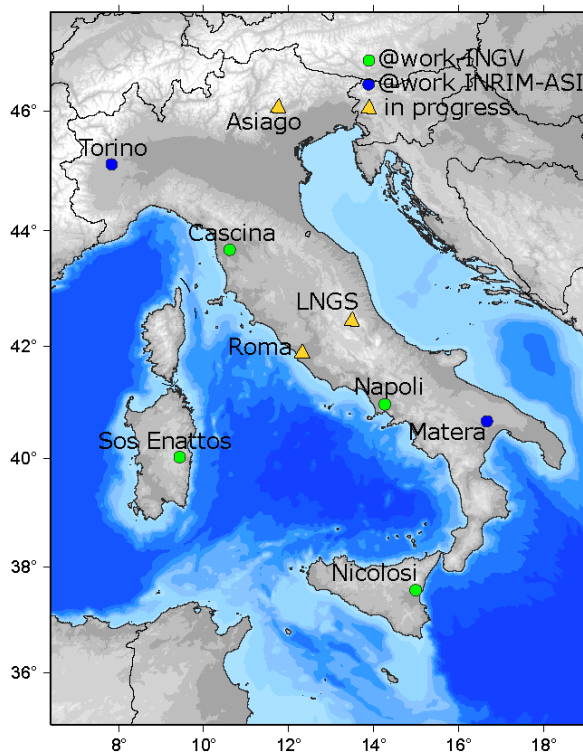 @work INGV
@work INRIM-ASI
in progress
46°
Asiago
Torino
44°
Cascina
LNGS
42°
Roma
Napoli
Matera
Sos Enattos
40°
38°
Nicolosi
36°
8° 10° 12° 14° 16° 18°